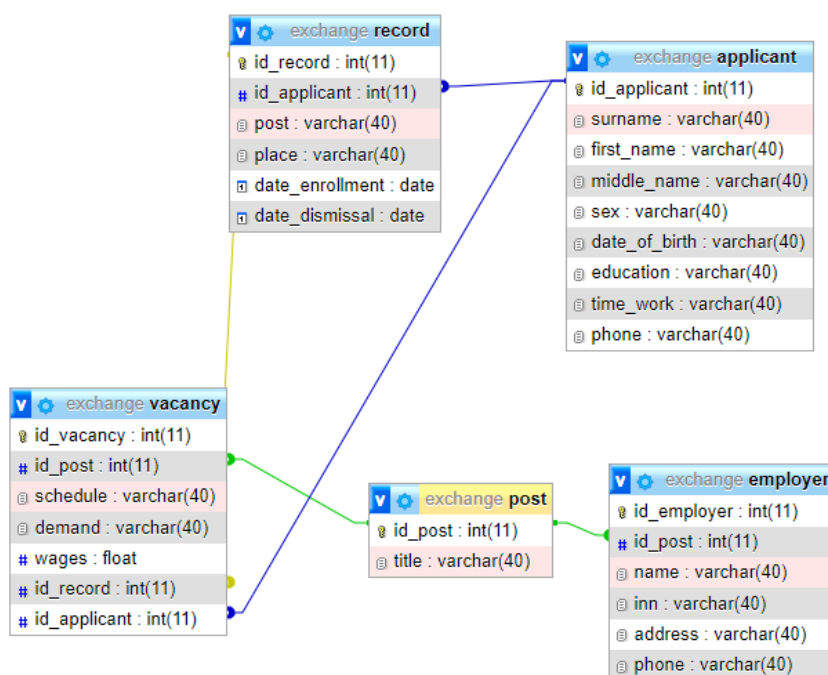 exchange record
id_record : int(11)
id_applicant : int(11)
post : varchar(40)
place : varchar(40)
date_enrollment : date
date_dismissal : date
exchange applicant
id_applicant : int(11)
surname : varchar(40)
first_name : varchar(40)
middle_name : varchar(40)
sex : varchar(40)
date_of_birth : varchar(40)
education : varchar(40)
time_work : varchar(40)
phone : varchar(40)
exchange vacancy
id_vacancy : int(11)
id_post : int(11)
schedule : varchar(40)
demand : varchar(40)
wages : float
id_record : int(11)
id_applicant : int(11)
exchange post
id_post : int(11)
title : varchar(40)
exchange employer
id_employer : int(11)
id_post : int(11)
name : varchar(40)
inn : varchar(40)
address : varchar(40)
phone : varchar(40)